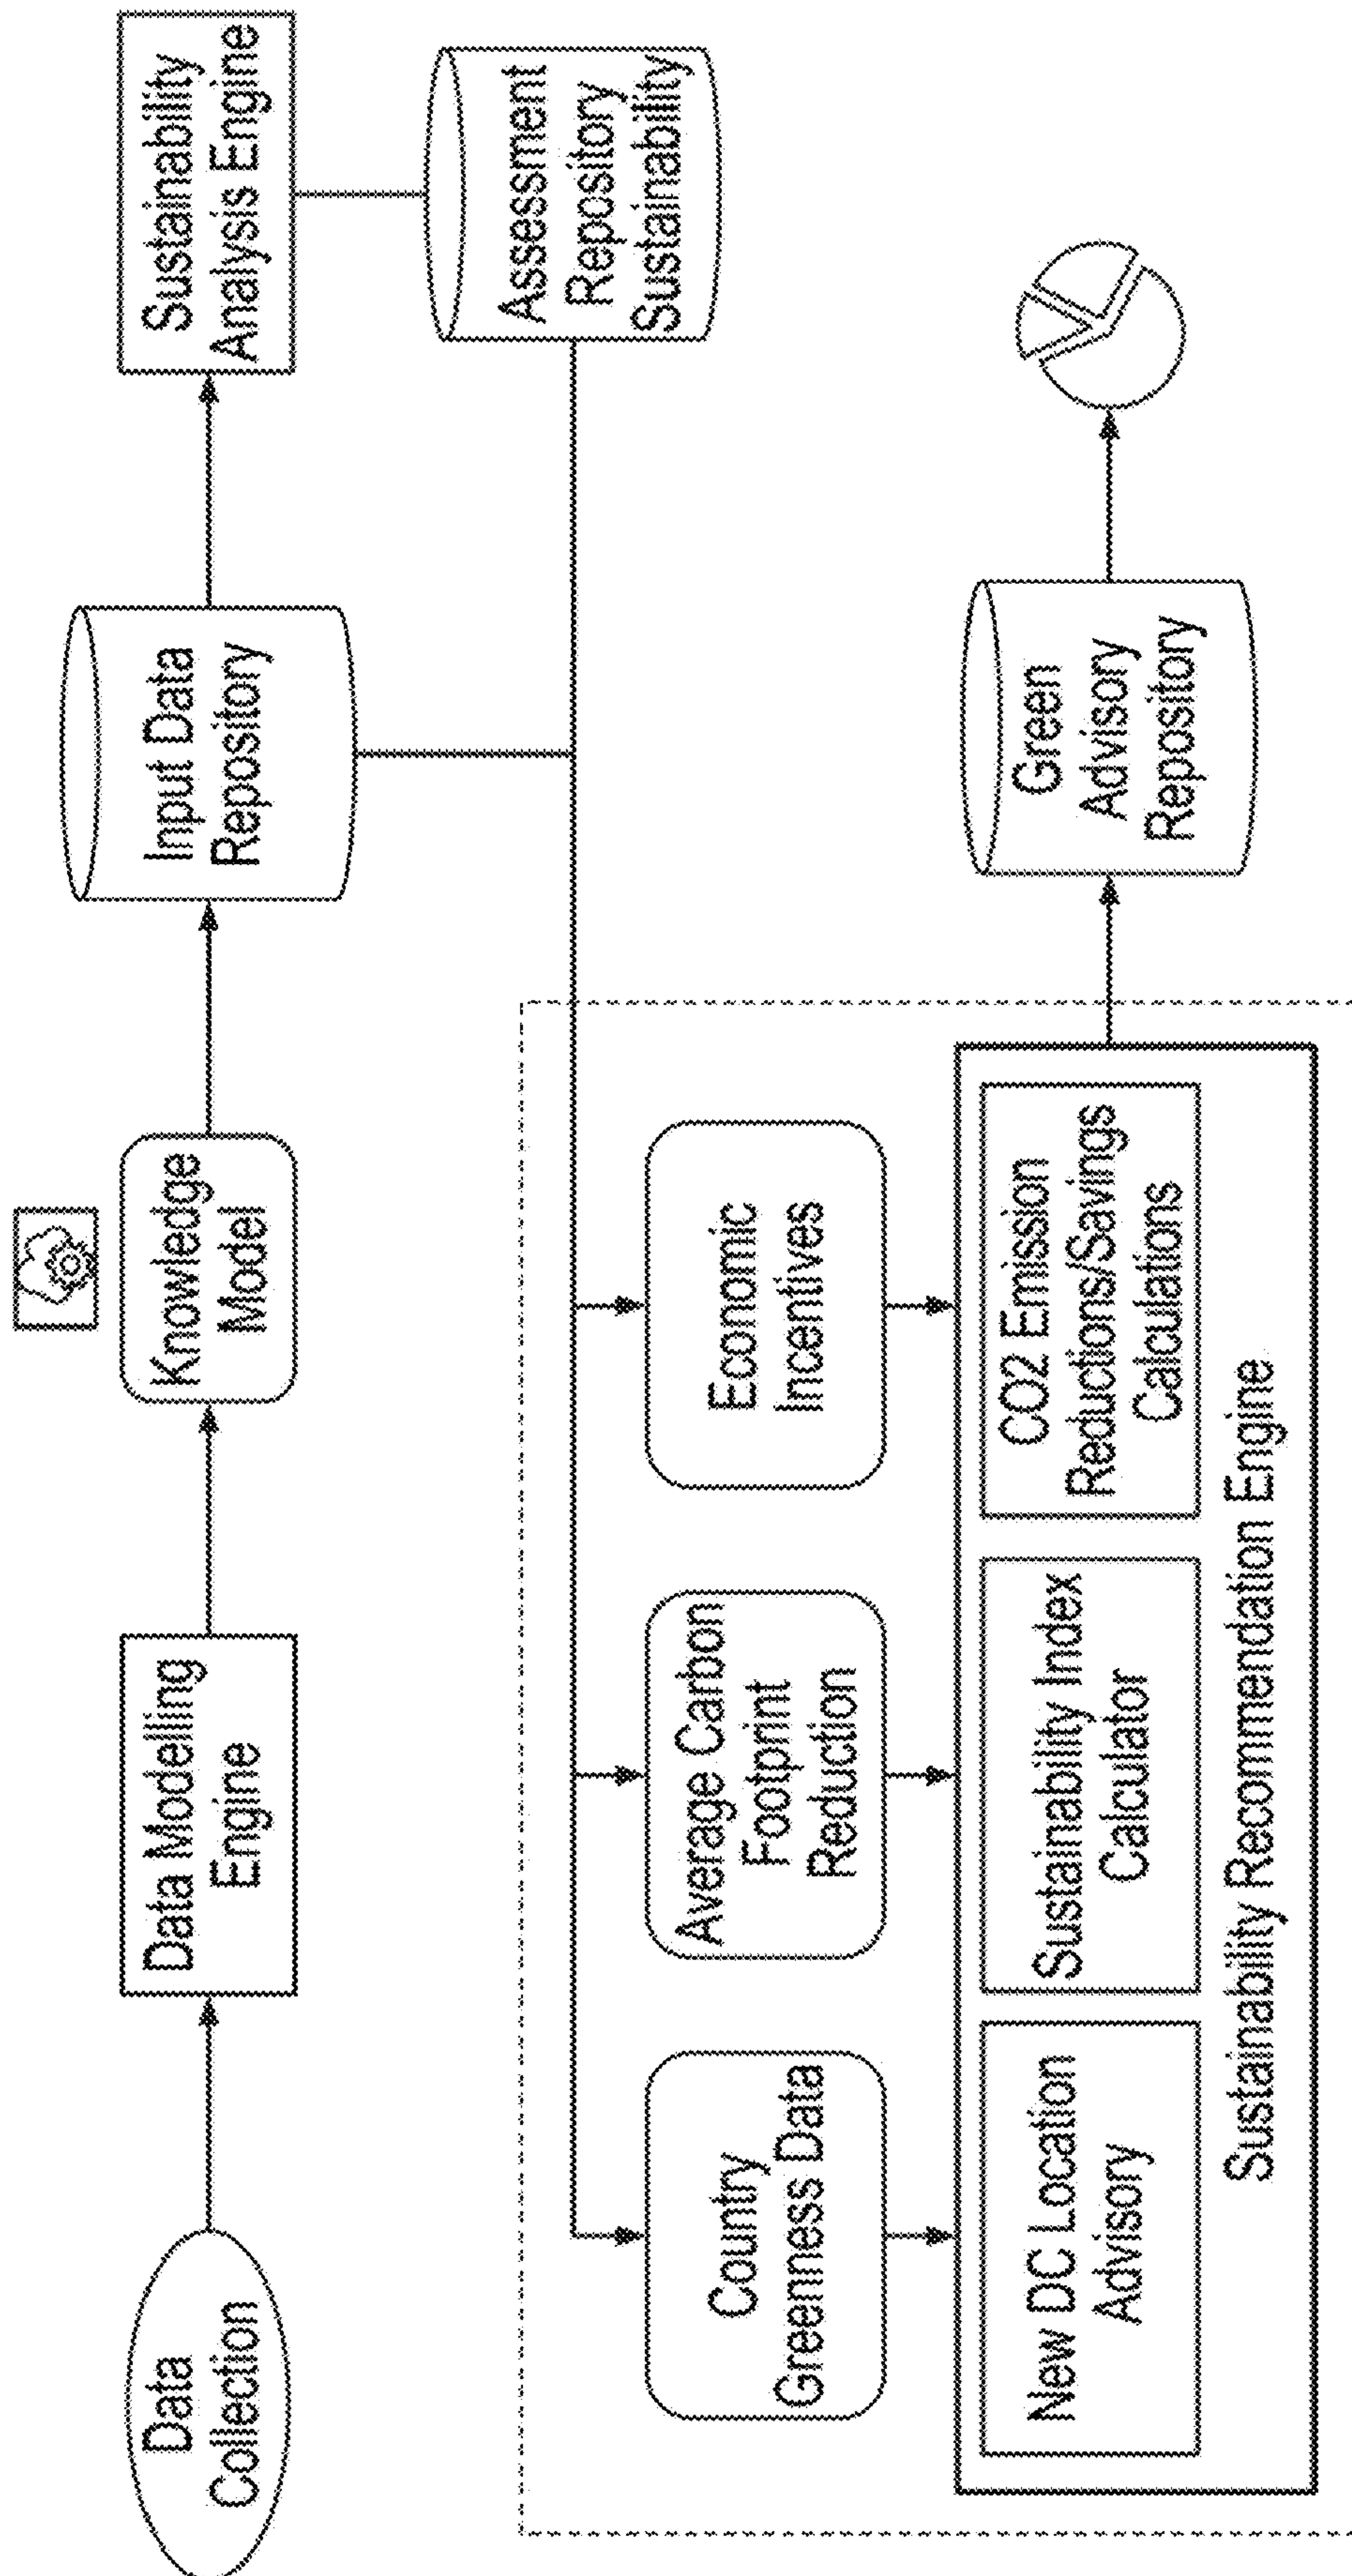 Data
Collection
Data Modelling
Engine
Knowledge
Model
Input Data
Repository
Sustainability
Analysis Engine
Assessment
Repository
Sustainability
Country
Greenness Data
Average Carbon
Footprint
Reduction
Economic
Incentives
New DC Location
Advisory
Sustainability Index
Calculator
CO2 Emission
Reductions/Savings
Calculations
Sustainability Recommendation Engine
Green
Advisory
Repository